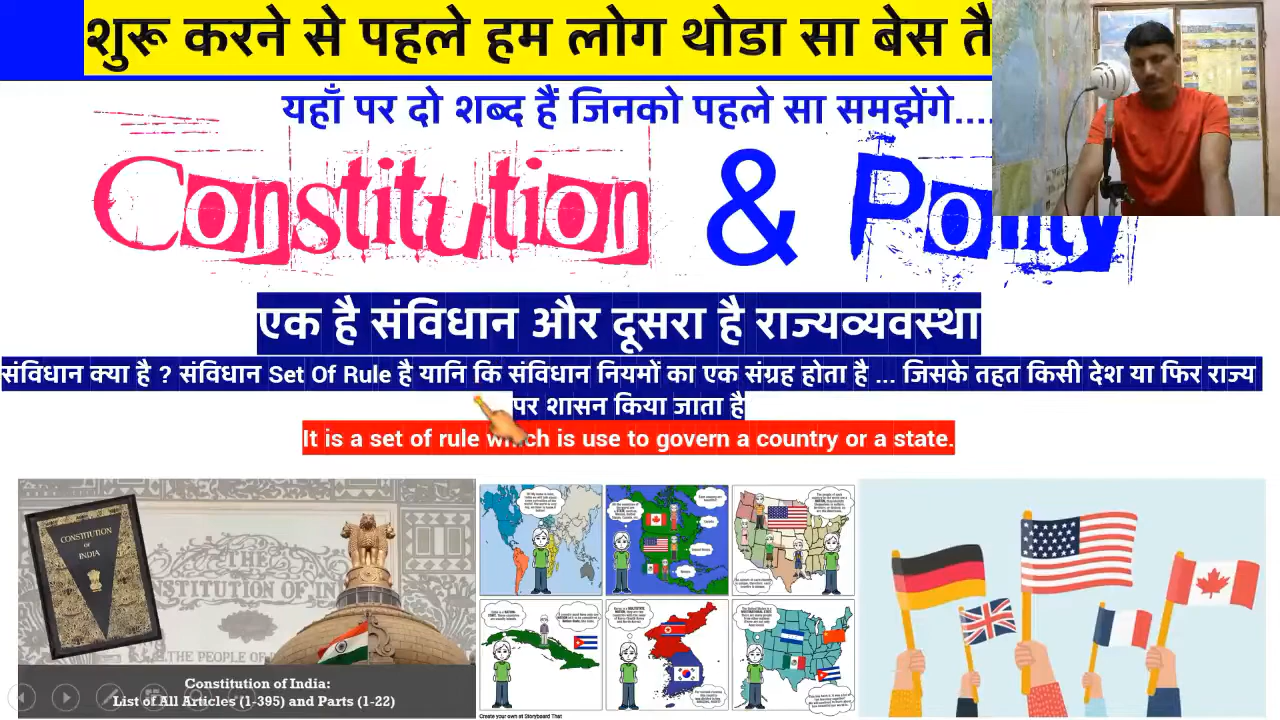 शुरू करने से पहले हम लोग थोडा सा बेस
यहाँ पर दो शब्द हैं जिनको पहले सा समझेंगे....
Constitution & Polity
एक है संविधान और दूसरा है राज्यव्यवस्था
संविधान क्या है ? संविधान Set Of Rule है यानि कि संविधान नियमों का एक संग्रह होता है ... जिसके तहत किसी देश या फिर राज्य
पर शासन किया जाता है
It is a set of rule which is use to govern a country or a state.
CONSTITUTION
OF
INDIA
THE
CONSTITUTION OF
THE PEOPLE OF
Constitution of India:
List of All Articles (1-395) and Parts (1-22)
Create your own at Storyboard That